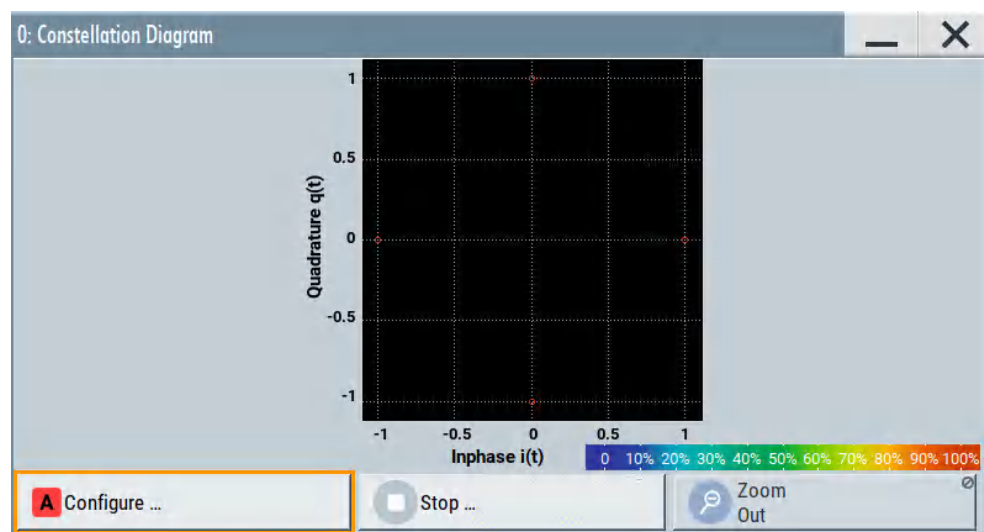 0: Constellation Diagram
1
0.5
0
-0.5
-1
Quadrature q(t)
-1 -0.5 0 0.5 1
Inphase i(t)
0 10% 20% 30% 40% 50% 60% 70% 80% 90% 100%
A Configure ...
Stop ...
Zoom
Out